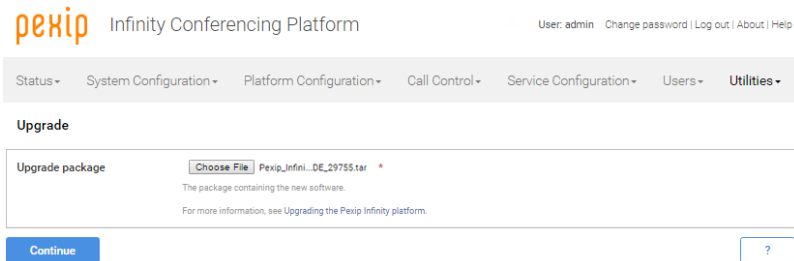 pexip Infinity Conferencing Platform User: admin Change password | Log out | About | Help
Status System Configuration Platform Configuration Call Control Service Configuration Users Utilities
Upgrade
Upgrade package Choose File Pexip_Infini...DE_29755.tar *
The package containing the new software.
For more information, see Upgrading the Pexip Infinity platform.
Continue ?